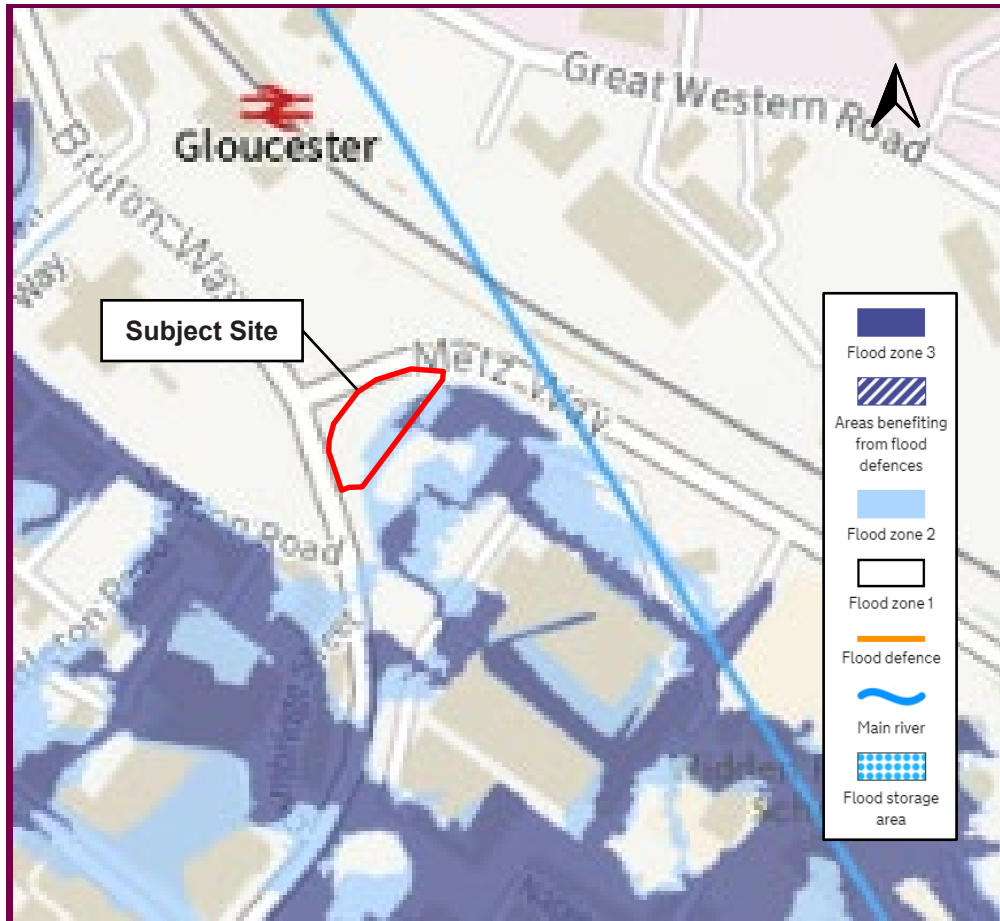 Great Western Road
Gloucester
Bruton Way
Way
Subject Site
Metz Way
Road
Flood zone 3
Areas benefiting
from flood
defences
Flood zone 2
Flood zone 1
Flood defence
Main river
Flood storage
area